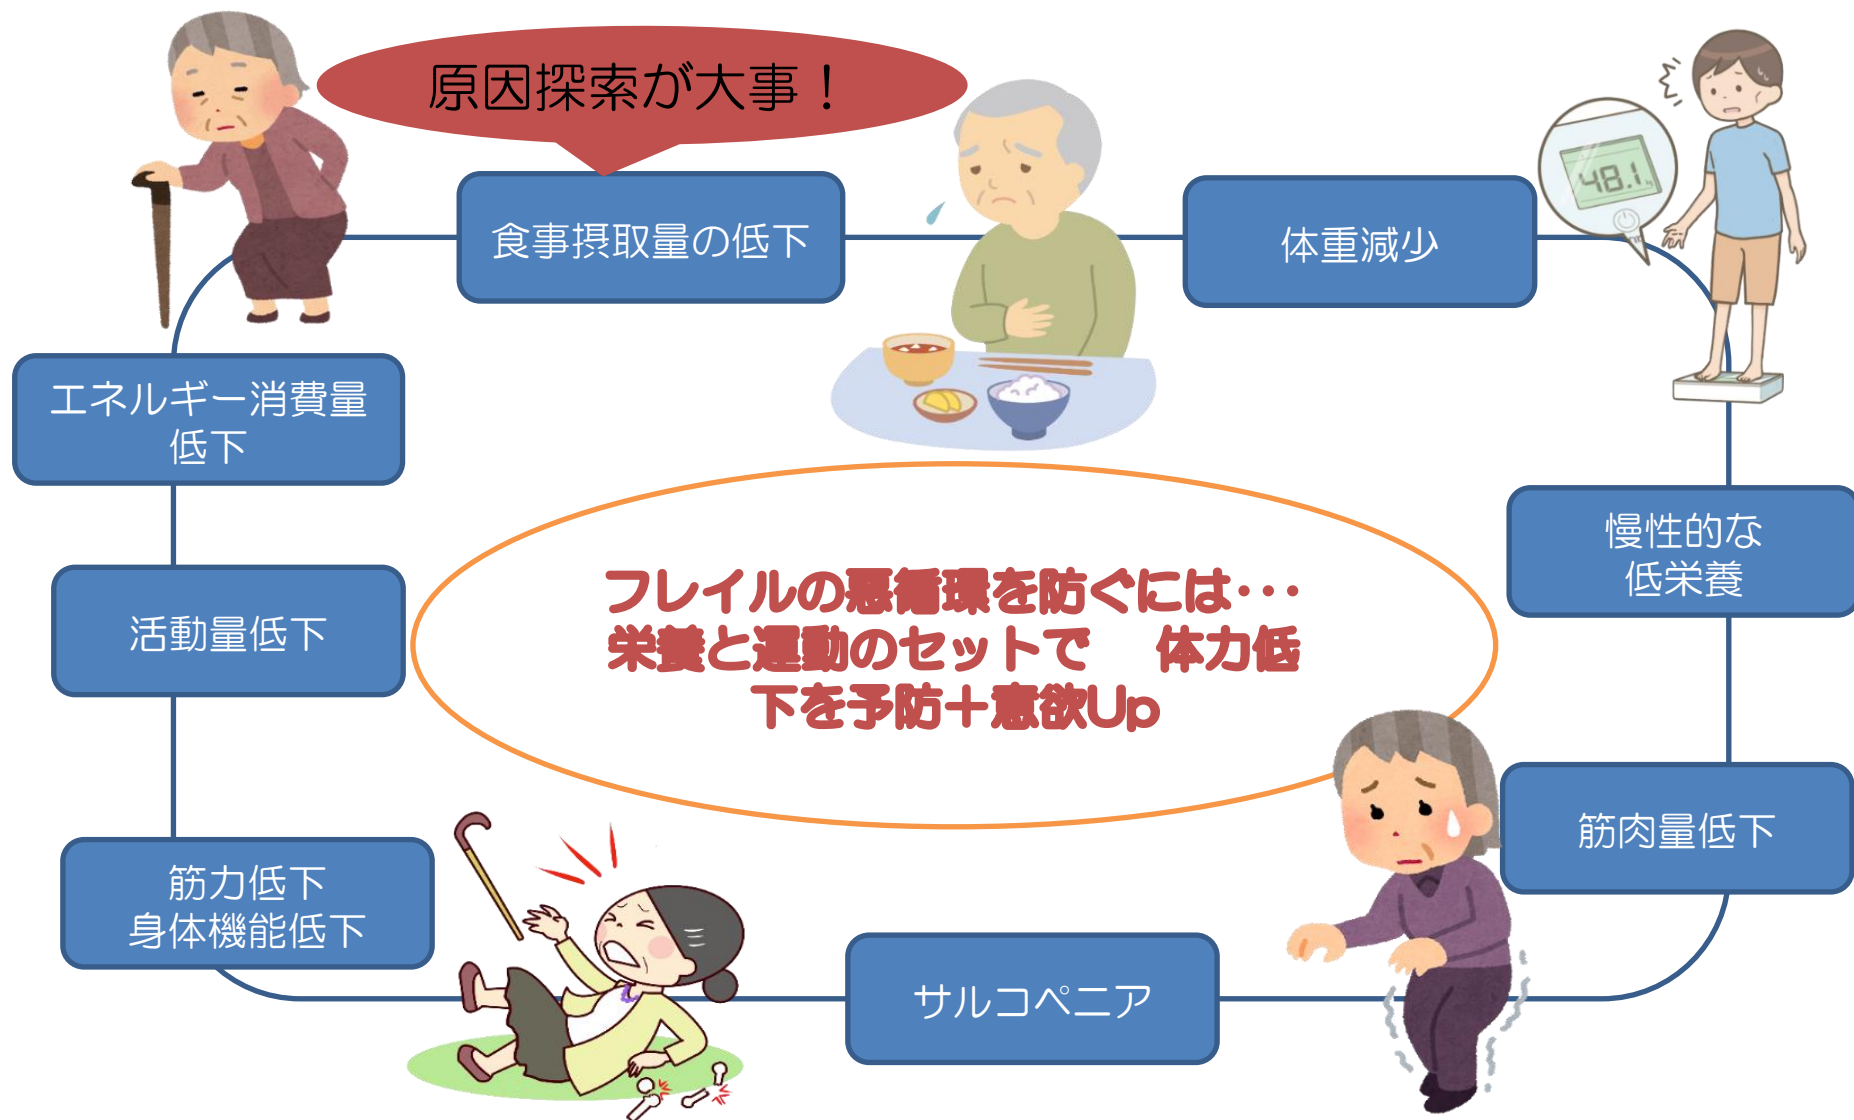 原因探索が大事！
食事摂取量の低下
体重減少
48.1
エネルギー消費量
低下
慢性的な
低栄養
フレイルの悪循環を防ぐには･･･
栄養と運動のセットで　体力低
下を予防＋意欲Up
活動量低下
筋肉量低下
筋力低下
身体機能低下
サルコペニア